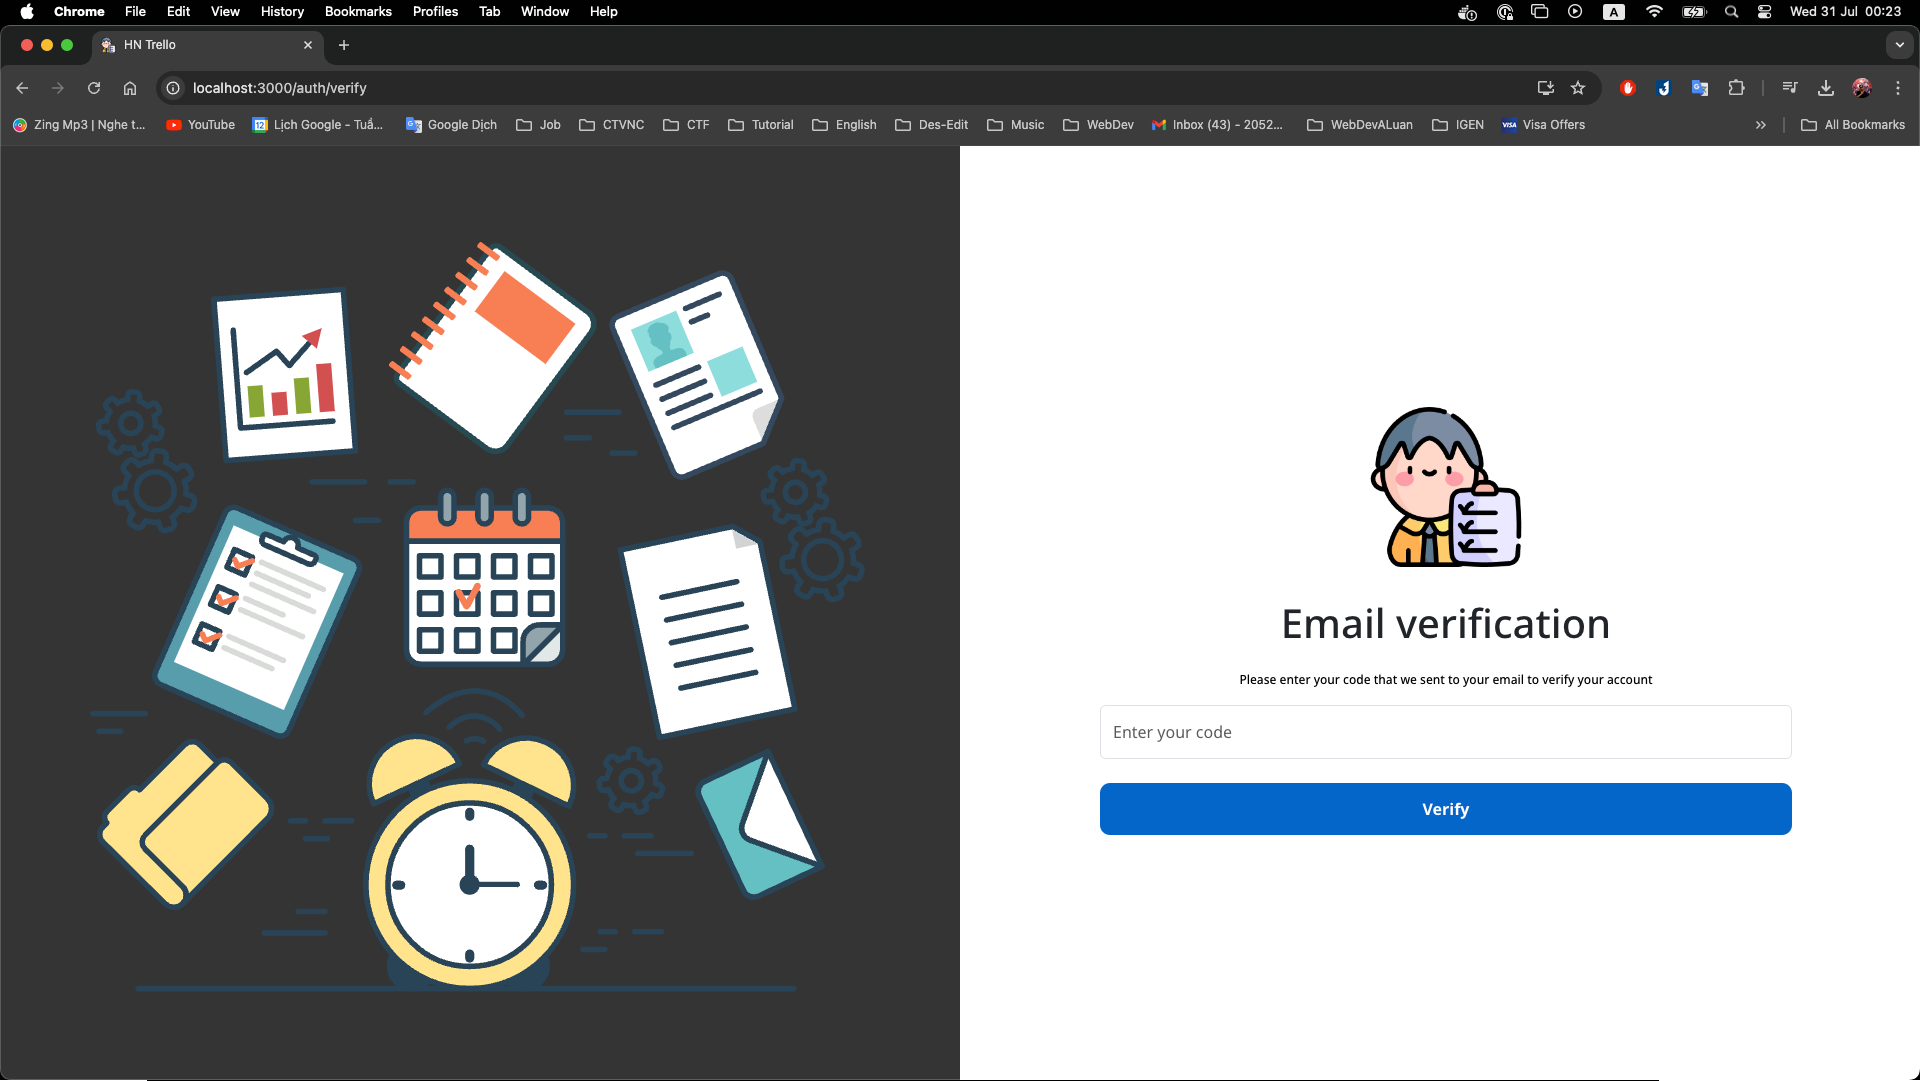 Chrome File Edit View History Bookmarks Profiles Tab Window Help A Wed 31 Jul 00:23
HN Trello
localhost:3000/auth/verify
Zing Mp3 | Nghe t... YouTube 12 Lịch Google - Tuầ... Google Dịch Job CTVNC CTF Tutorial English Des-Edit Music WebDev Inbox (43) - 2052... WebDevALuan IGEN VISA Visa Offers All Bookmarks
Email verification
Please enter your code that we sent to your email to verify your account
Enter your code
Verify